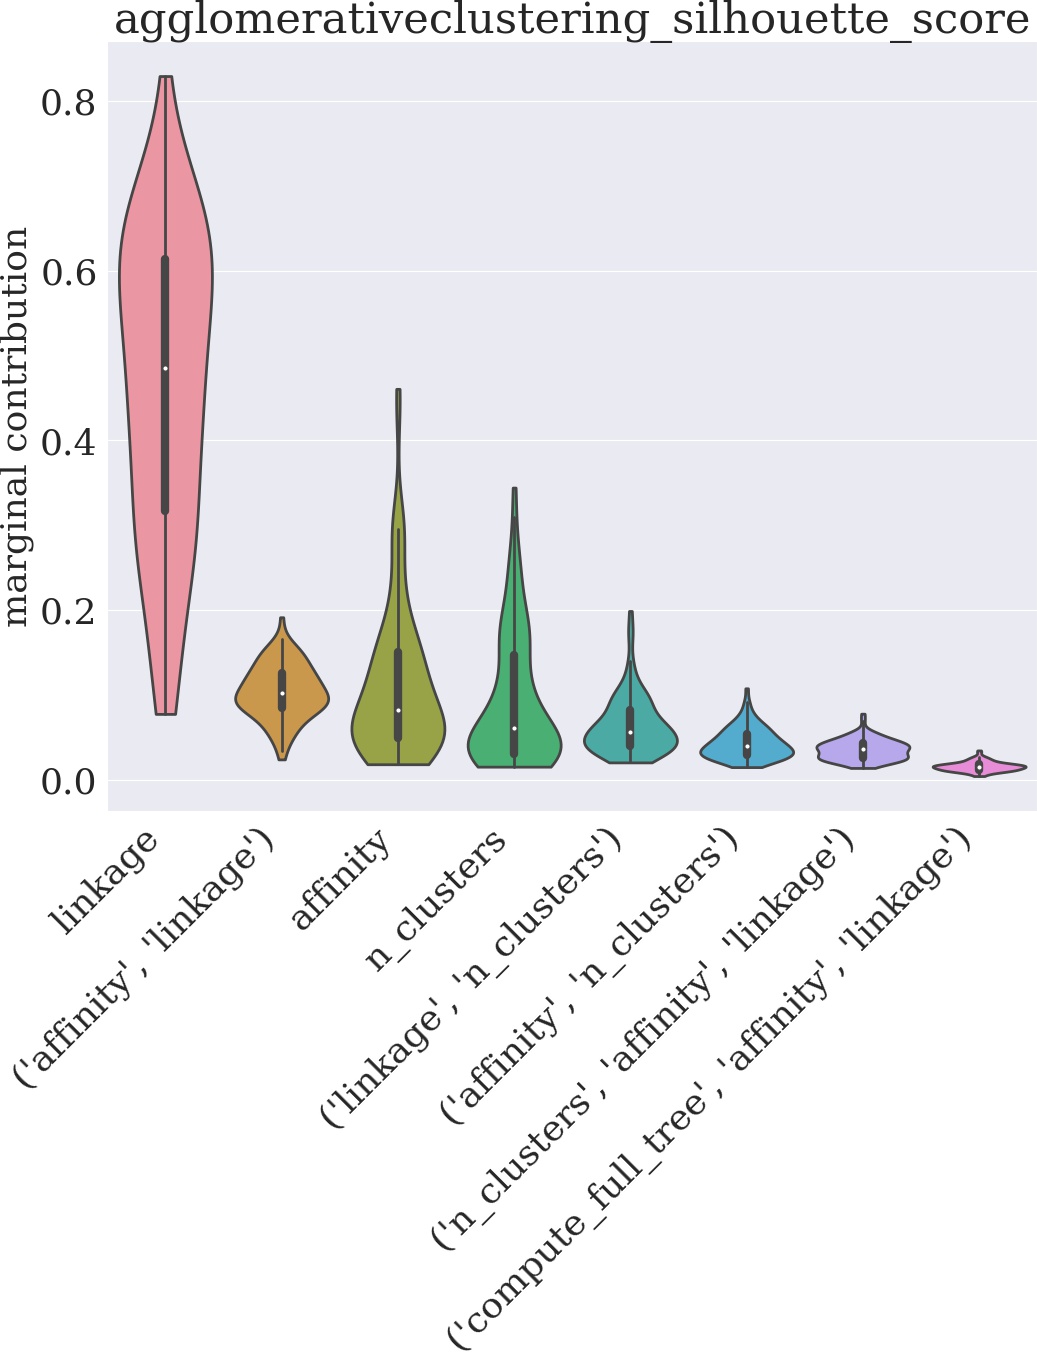 agglomerativeclustering_silhouette_score
marginal contribution
0.8
0.6
0.4
0.2
0.0
linkage
('affinity', 'linkage')
affinity
n_clusters
('linkage', 'n_clusters')
('affinity', 'n_clusters')
('n_clusters', 'affinity', 'linkage')
('compute_full_tree', 'affinity', 'linkage')